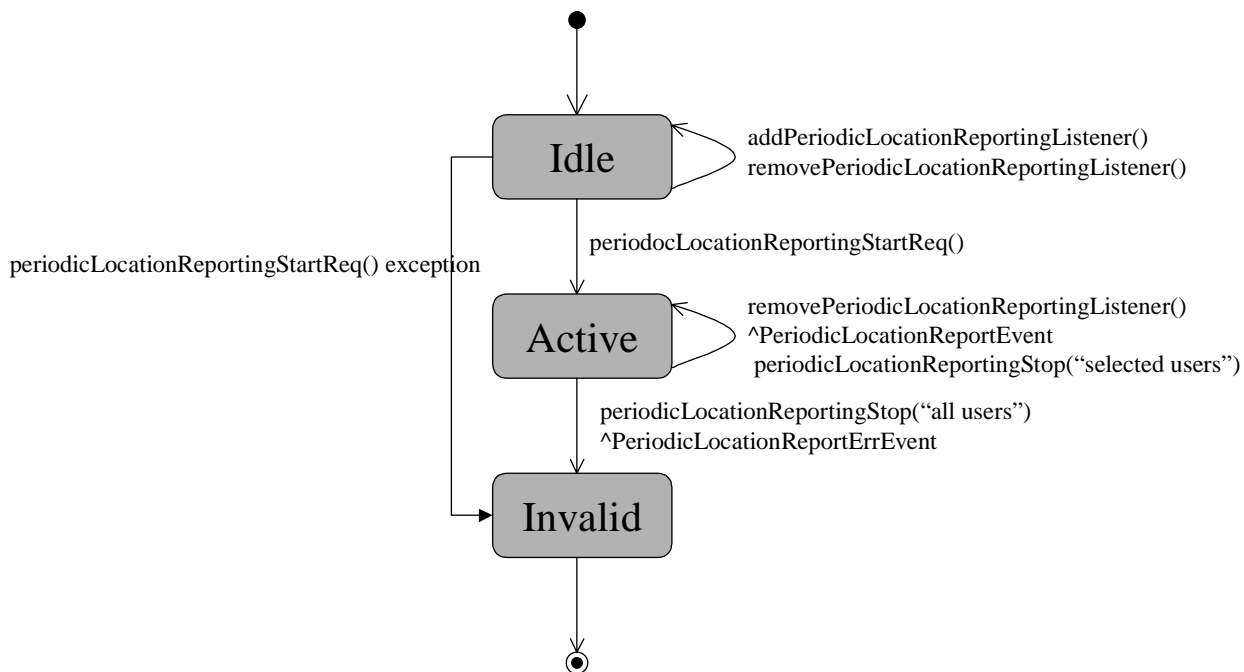 Idle
addPeriodicLocationReportingListener()
removePeriodicLocationReportingListener()
periodocLocationReportingStartReq()
periodicLocationReportingStartReq() exception
Active
removePeriodicLocationReportingListener()
^PeriodicLocationReportEvent
periodicLocationReportingStop(“selected users”)
periodicLocationReportingStop(“all users”)
^PeriodicLocationReportErrEvent
Invalid